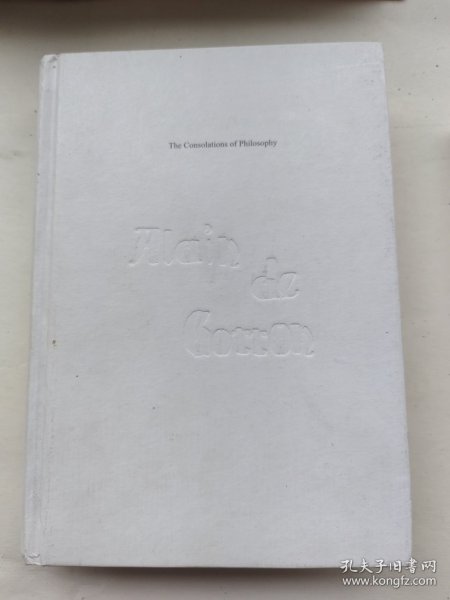 The Consolations of Philosophy
Alain
de
Botton
孔夫子旧书网
www.kongfz.com